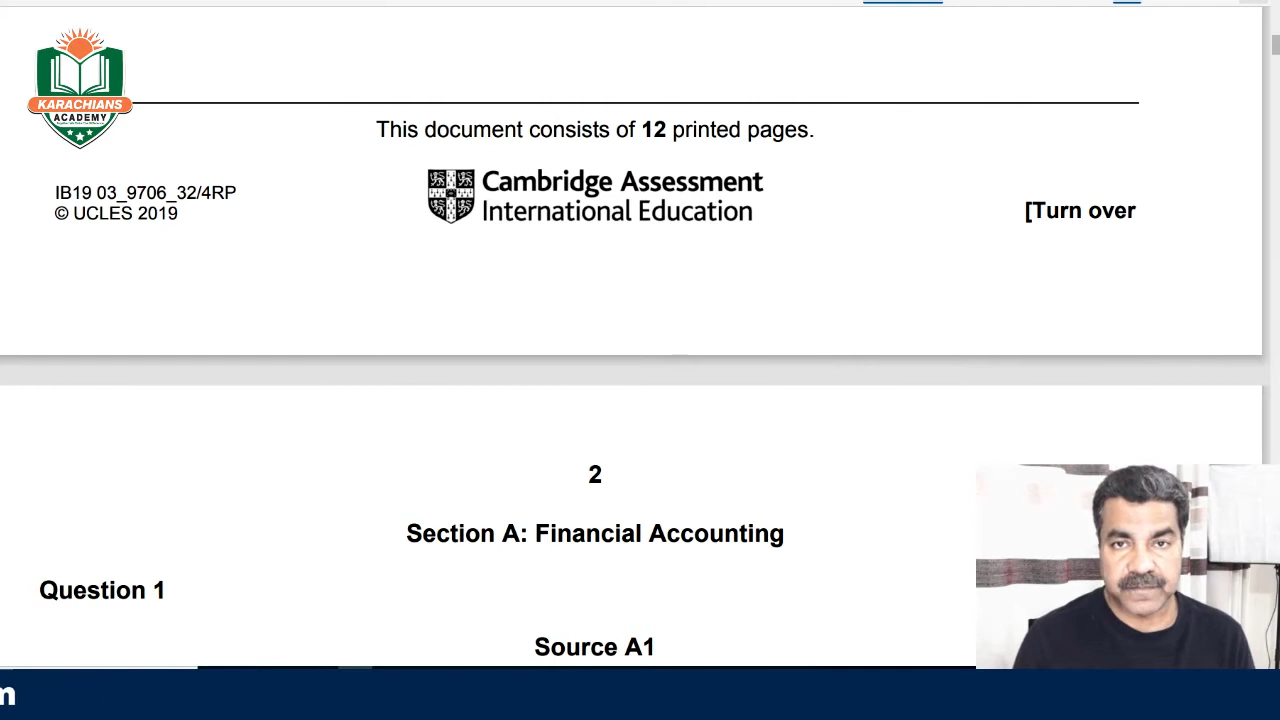 KARACHIANS
ACADEMY
This document consists of 12 printed pages.
IB19 03_9706_32/4RP
© UCLES 2019
Cambridge Assessment
International Education
[Turn over
2
Section A: Financial Accounting
Question 1
Source A1
m